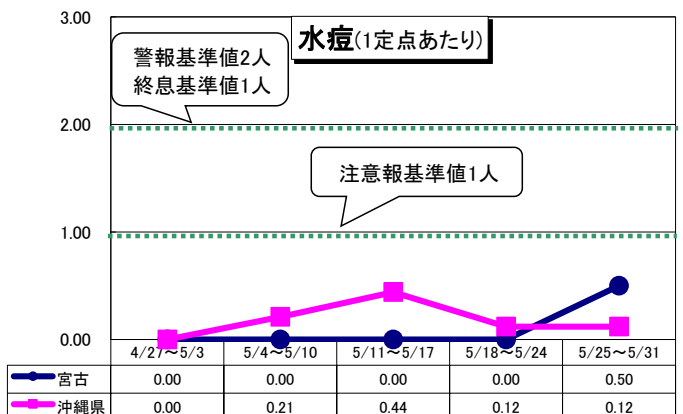 水痘(1定点あたり)
3.00
警報基準値2人
終息基準値1人
2.00
注意報基準値1人
1.00
0.00
4/27～5/3 5/4～5/10 5/11～5/17 5/18～5/24 5/25～5/31
宮古 0.00 0.00 0.00 0.00 0.50
沖縄県 0.00 0.21 0.44 0.12 0.12